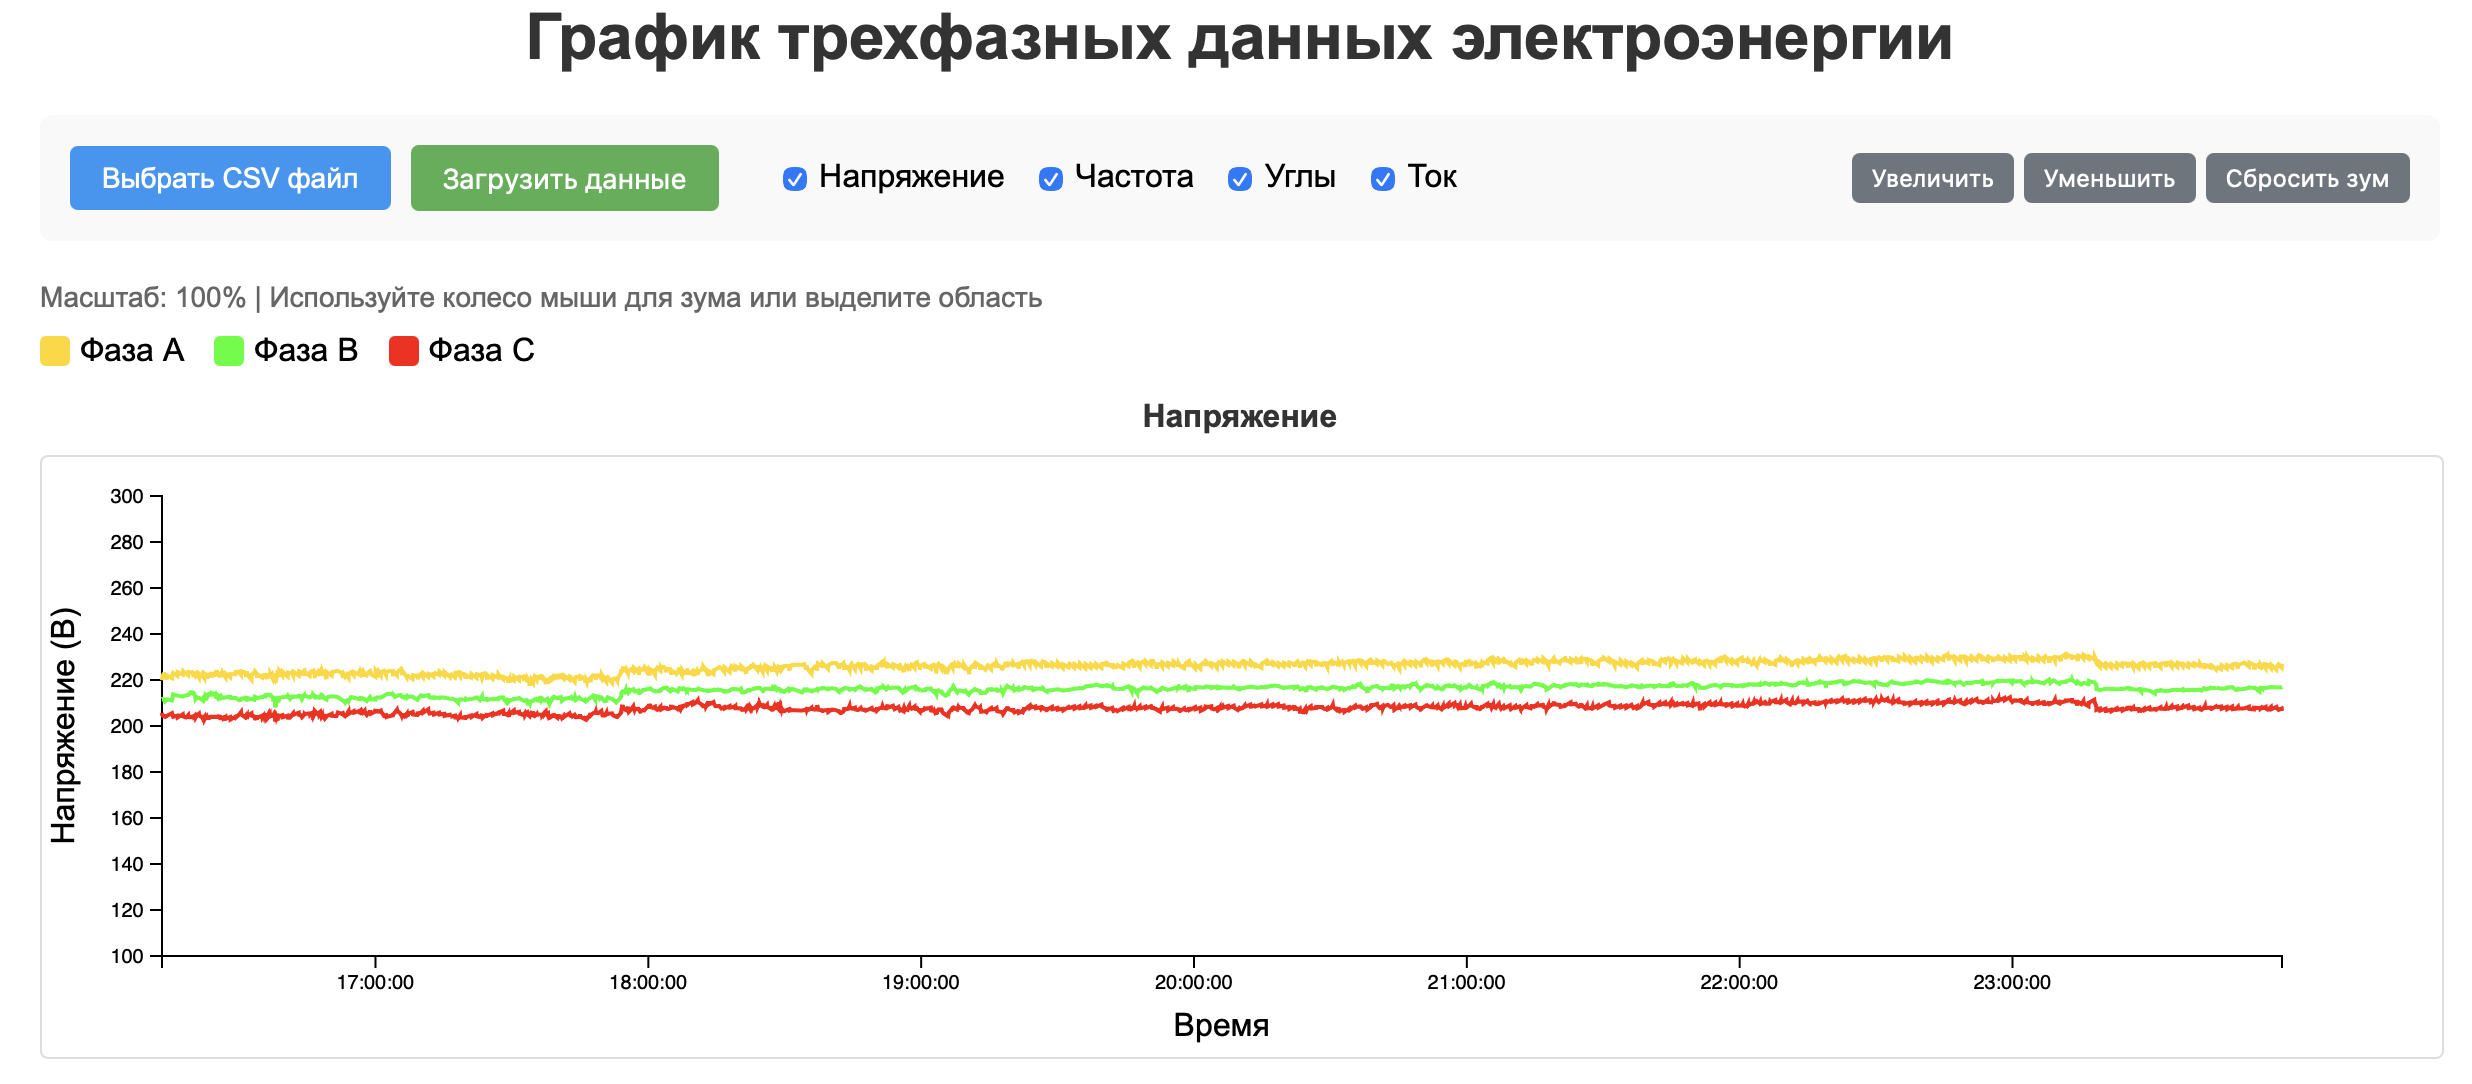 График трехфазных данных электроэнергии
Выбрать CSV файл Загрузить данные Напряжение Частота Углы Ток Увеличить Уменьшить Сбросить зум
Масштаб: 100% | Используйте колесо мыши для зума или выделите область
Фаза A Фаза B Фаза C
Напряжение
Напряжение (В)
300
280
260
240
220
200
180
160
140
120
100
17:00:00 18:00:00 19:00:00 20:00:00 21:00:00 22:00:00 23:00:00
Время